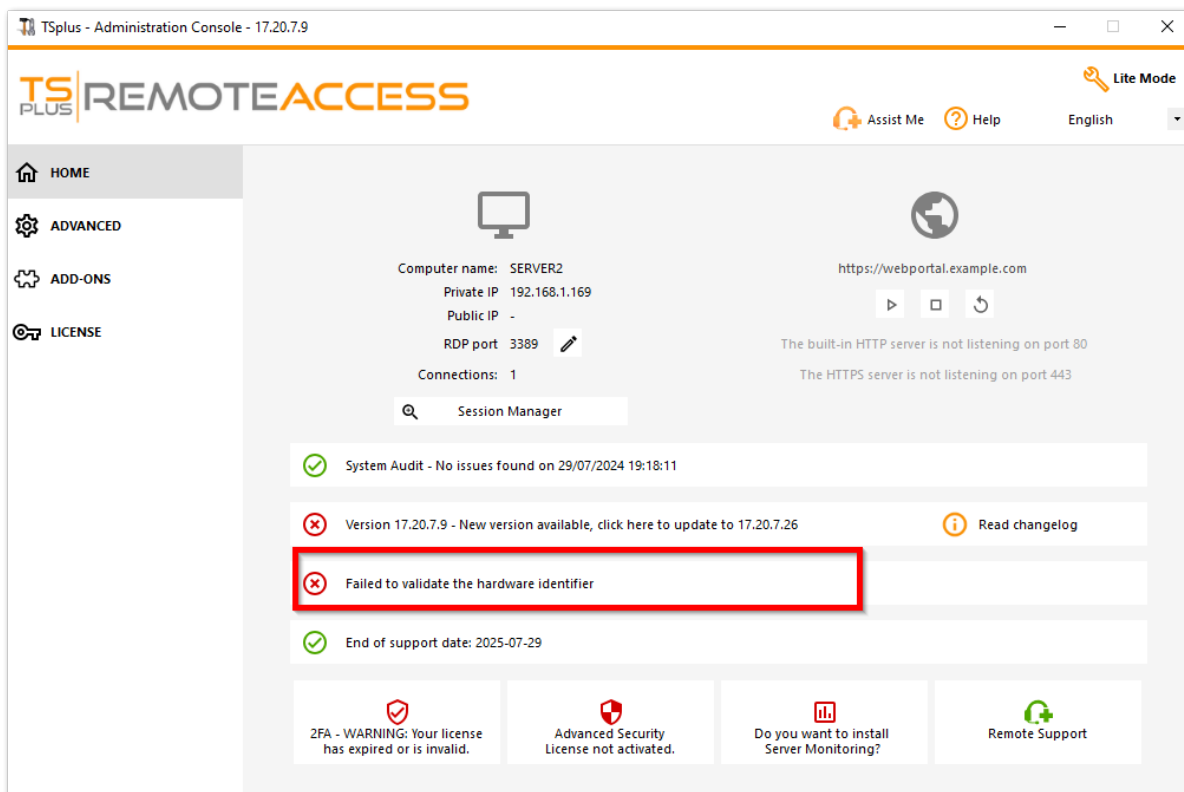 TSplus - Administration Console - 17.20.7.9
TS PLUS REMOTEACCESS
Lite Mode
Assist Me
Help
English
HOME
ADVANCED
ADD-ONS
LICENSE
Computer name: SERVER2
Private IP 192.168.1.169
Public IP -
RDP port 3389
Connections: 1
Session Manager
https://webportal.example.com
The built-in HTTP server is not listening on port 80
The HTTPS server is not listening on port 443
System Audit - No issues found on 29/07/2024 19:18:11
Version 17.20.7.9 - New version available, click here to update to 17.20.7.26
Read changelog
Failed to validate the hardware identifier
End of support date: 2025-07-29
2FA - WARNING: Your license
has expired or is invalid.
Advanced Security
License not activated.
Do you want to install
Server Monitoring?
Remote Support